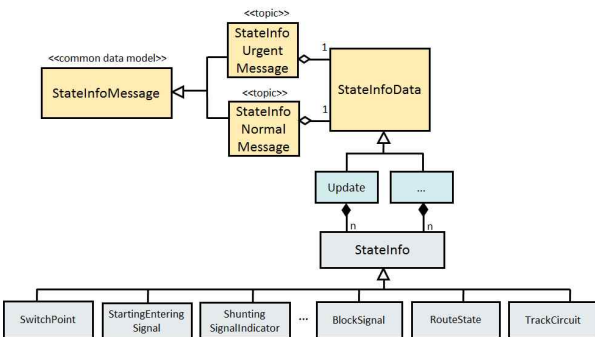 <<topic>>
StateInfo
Urgent
Message
<<common data model>>
StateInfoMessage
1
StateInfoData
<<topic>>
StateInfo
Normal
Message
1
Update
...
n
n
StateInfo
SwitchPoint
StartingEntering
Signal
Shunting
SignalIndicator
...
BlockSignal
RouteState
TrackCircuit